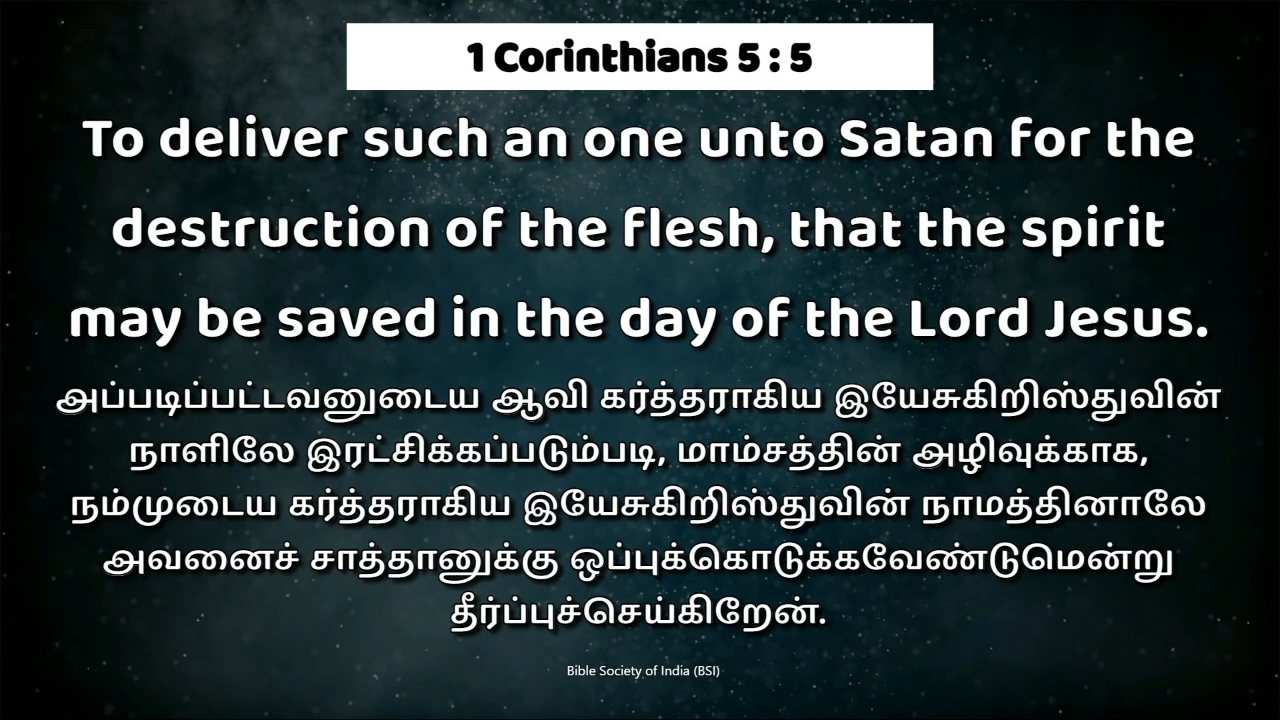 1 Corinthians 5 : 5
To deliver such an one unto Satan for the
destruction of the flesh, that the spirit
may be saved in the day of the Lord Jesus.
அப்படிப்பட்டவனுடைய ஆவி கர்த்தராகிய இயேசுகிறிஸ்துவின்
நாளிலே இரட்சிக்கப்படும்படி, மாம்சத்தின் அழிவுக்காக,
நம்முடைய கர்த்தராகிய இயேசுகிறிஸ்துவின் நாமத்தினாலே
அவனைச் சாத்தானுக்கு ஒப்புக்கொடுக்கவேண்டுமென்று
தீர்ப்புச்செய்கிறேன்.
Bible Society of India (BSI)